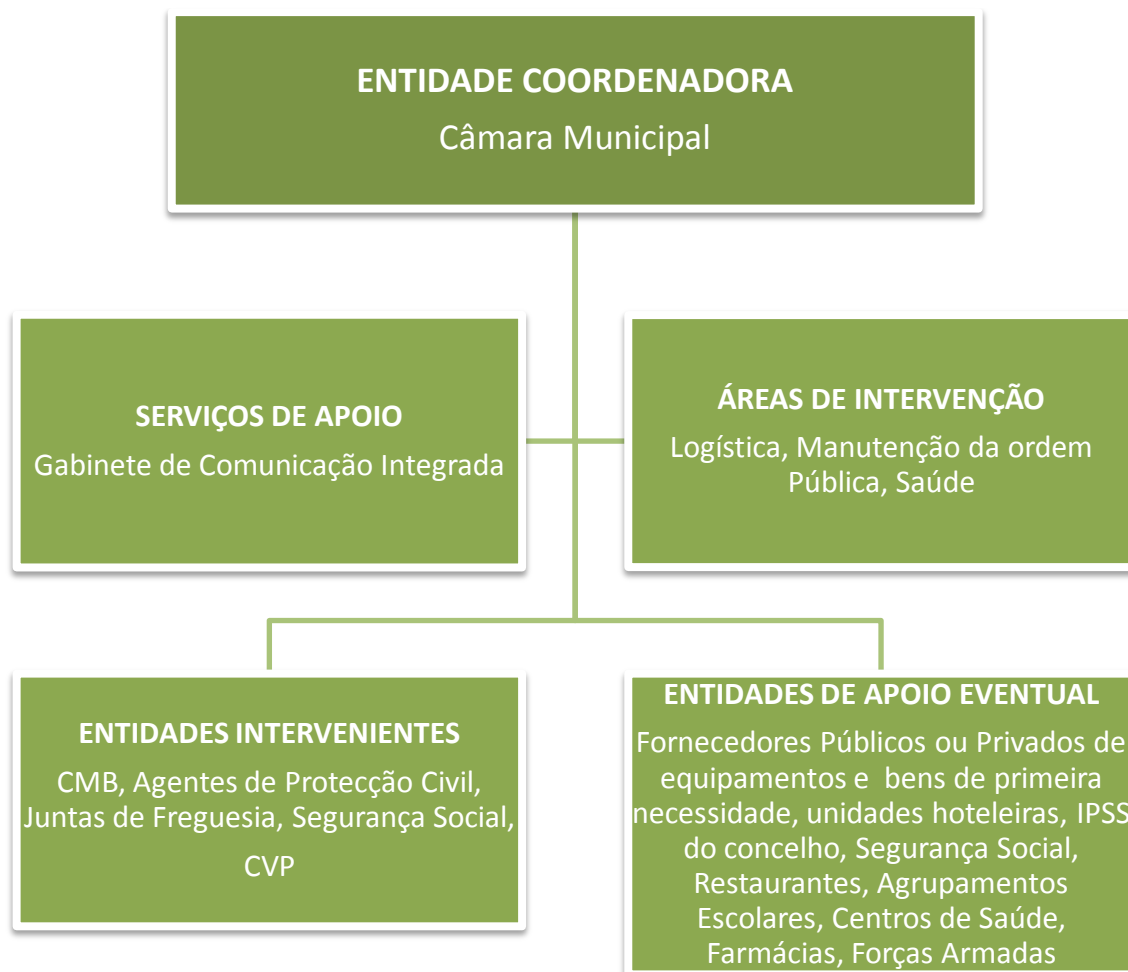 ENTIDADE COORDENADORA
Câmara Municipal
SERVIÇOS DE APOIO
Gabinete de Comunicação Integrada
ÁREAS DE INTERVENÇÃO
Logística, Manutenção da ordem
Pública, Saúde
ENTIDADES INTERVENIENTES
CMB, Agentes de Protecção Civil,
Juntas de Freguesia, Segurança Social,
CVP
ENTIDADES DE APOIO EVENTUAL
Fornecedores Públicos ou Privados de
equipamentos e bens de primeira
necessidade, unidades hoteleiras, IPSS
do concelho, Segurança Social,
Restaurantes, Agrupamentos
Escolares, Centros de Saúde,
Farmácias, Forças Armadas